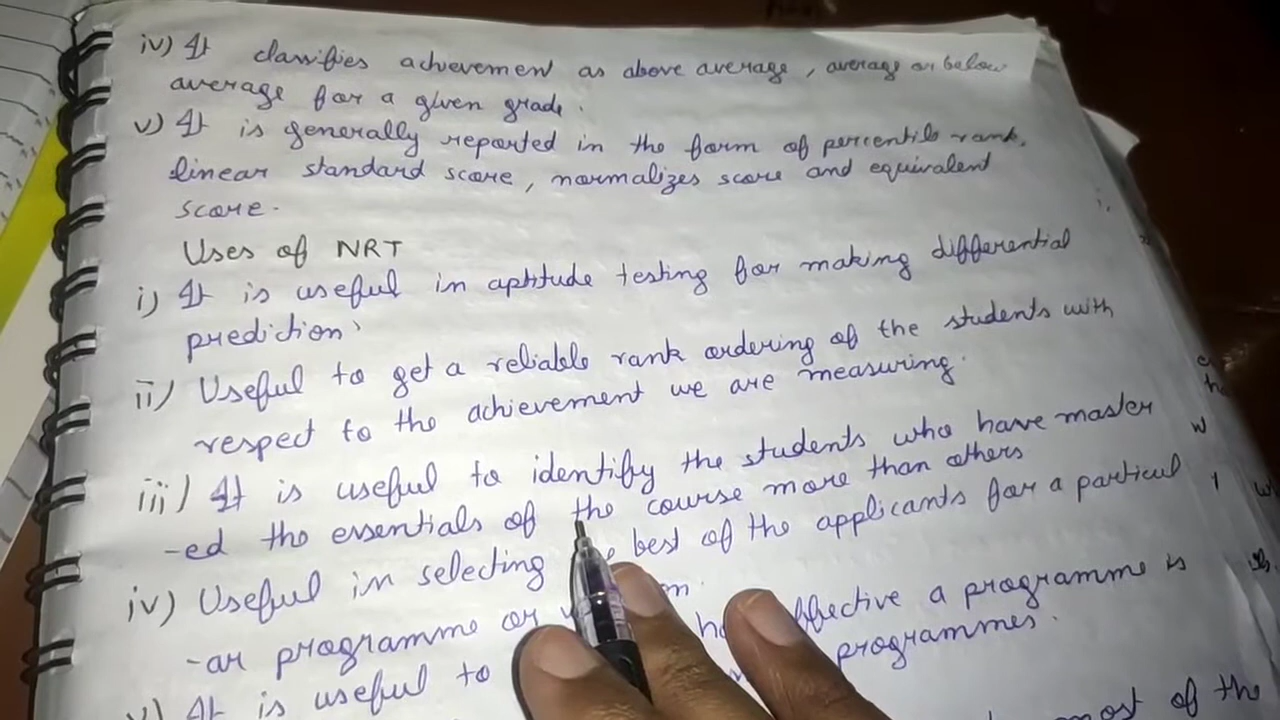 iv) It classifies achievement as above average, average or below
average for a given grade.
v) It is generally reported in the form of percentile rank,
linear standard score, normalizes score and equivalent
score.
Uses of NRT
i) It is useful in aptitude testing for making differential
prediction.
ii) Useful to get a reliable rank ordering of the students with
respect to the achievement we are measuring.
iii) It is useful to identify the students who have master
-ed the essentials of the course more than others
iv) Useful in selecting best of the applicants for a particul
-ar programme or
v) It is useful to effective a programme is
programmes.
most of the